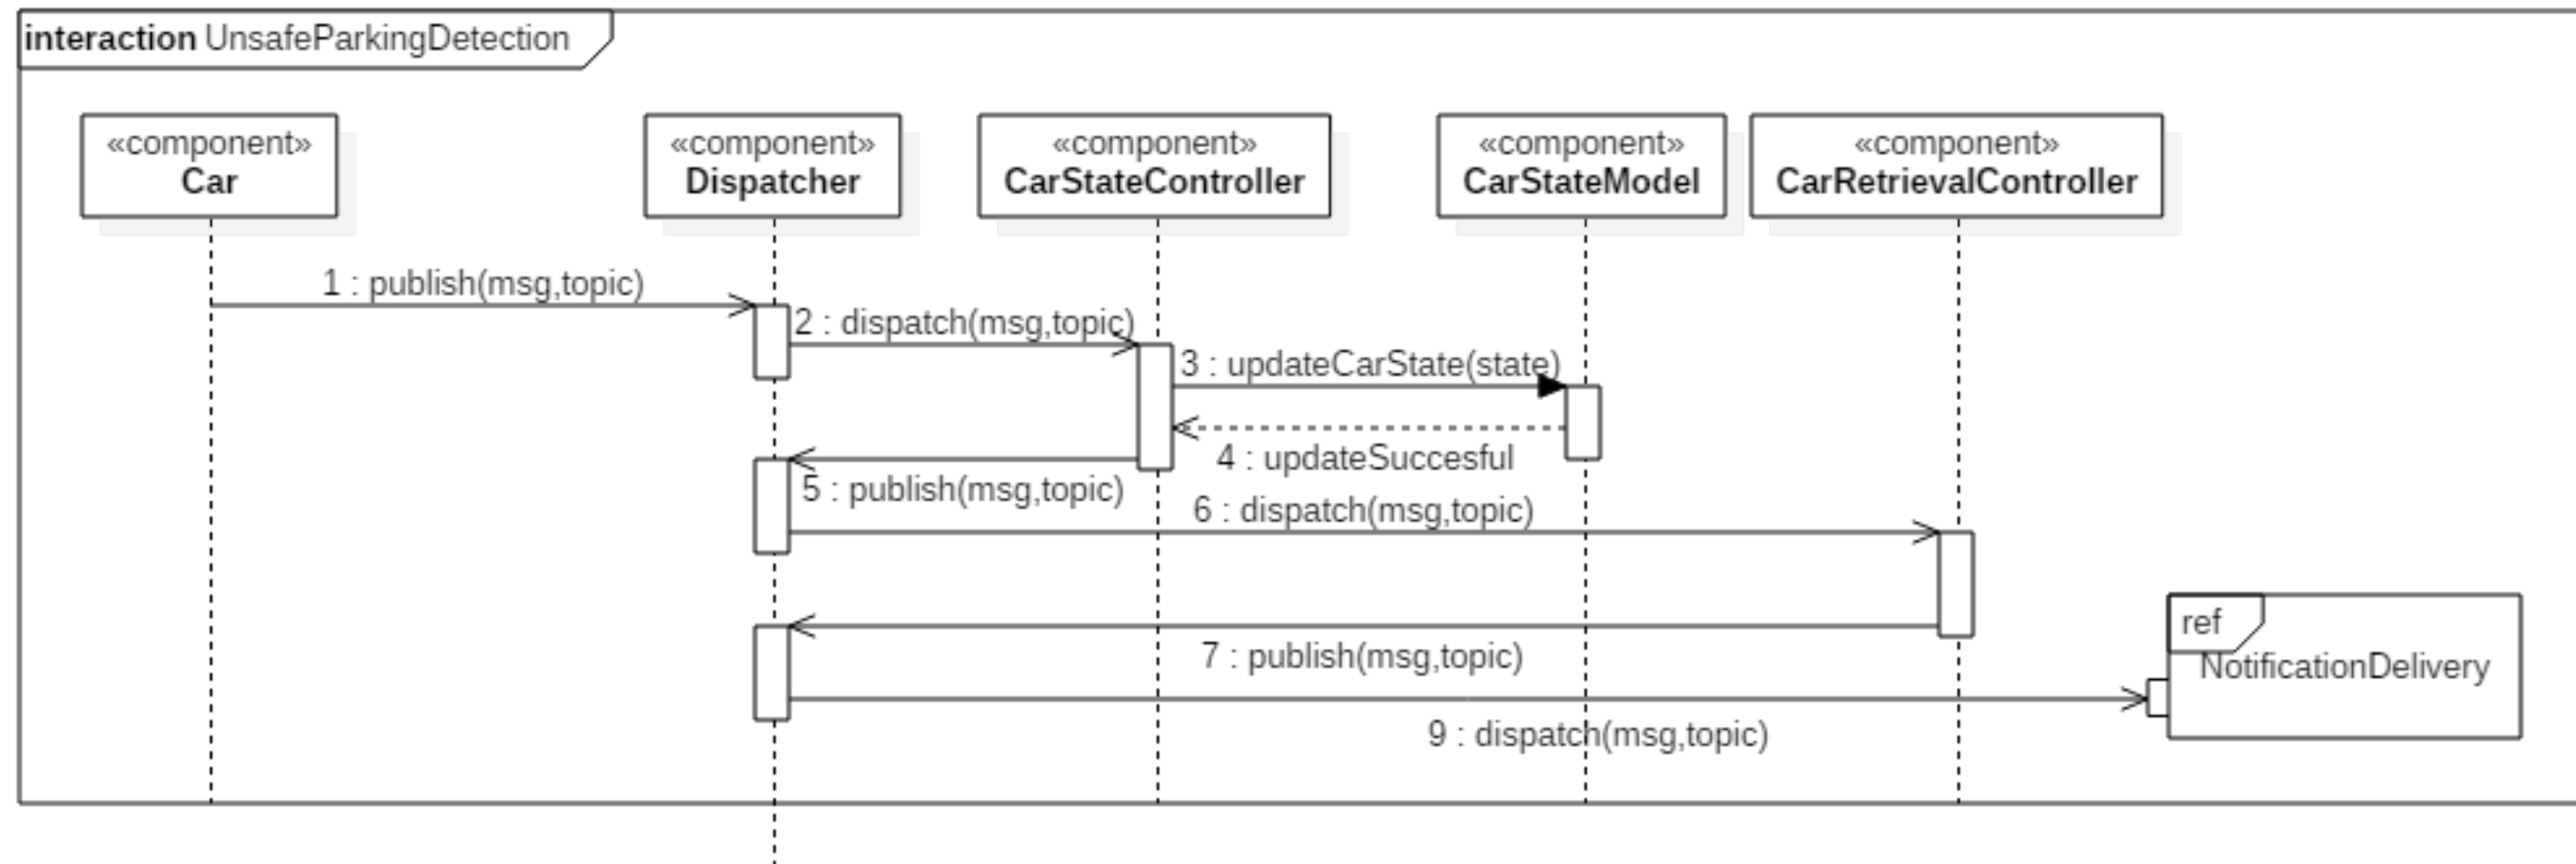 interaction UnsafeParkingDetection
«component»
Car
«component»
Dispatcher
«component»
CarStateController
«component»
CarStateModel
«component»
CarRetrievalController
1 : publish(msg,topic)
2 : dispatch(msg,topic)
3 : updateCarState(state)
4 : updateSuccesful
5 : publish(msg,topic)
6 : dispatch(msg,topic)
ref
NotificationDelivery
7 : publish(msg,topic)
9 : dispatch(msg,topic)